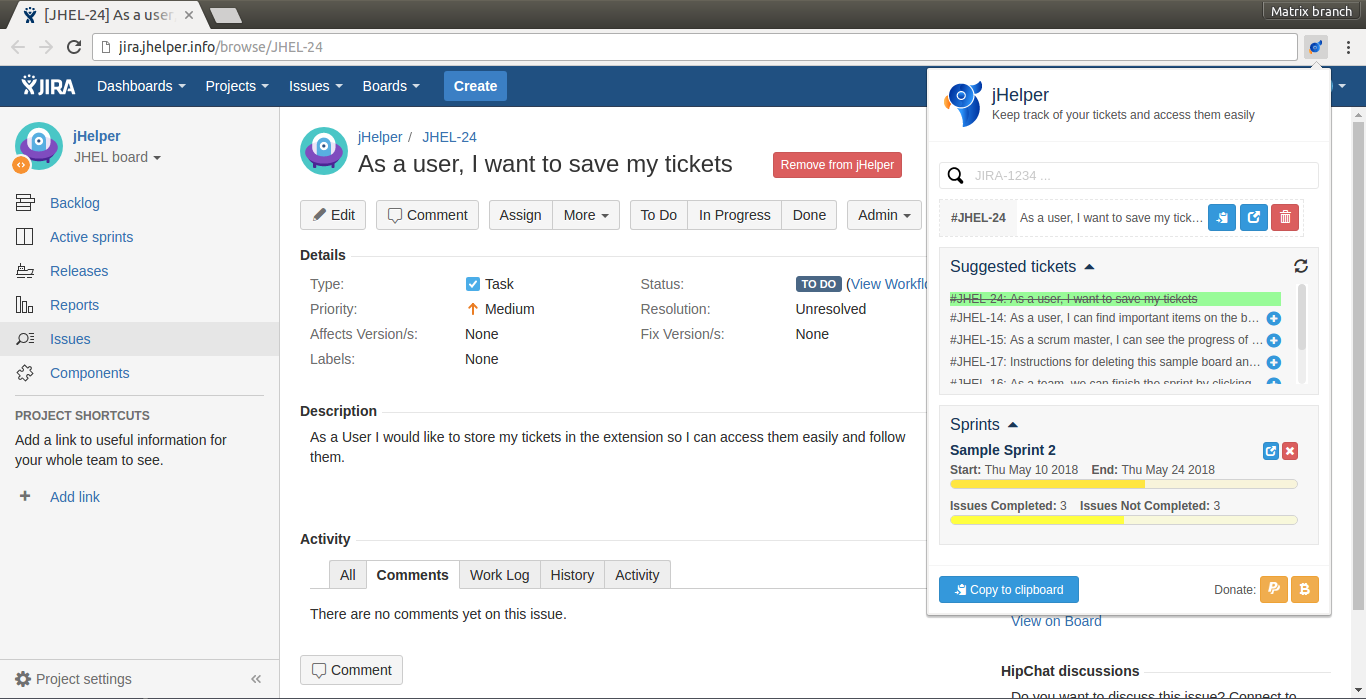 [JHEL-24] As a user,
Matrix branch
jira.jhelper.info/browse/JHEL-24
JIRA Dashboards Projects Issues Boards Create
jHelper
JHEL board
Backlog
Active sprints
Releases
Reports
Issues
Components
PROJECT SHORTCUTS
Add a link to useful information for
your whole team to see.
Add link
Project settings
jHelper / JHEL-24
As a user, I want to save my tickets
Remove from jHelper
Edit Comment Assign More To Do In Progress Done Admin
Details
Type: Task Status: TO DO (View Workflo
Priority: Medium Resolution: Unresolved
Affects Version/s: None Fix Version/s: None
Labels: None
Description
As a User I would like to store my tickets in the extension so I can access them easily and follow
them.
Activity
All Comments Work Log History Activity
There are no comments yet on this issue.
Comment
jHelper
Keep track of your tickets and access them easily
JIRA-1234 ...
#JHEL-24 As a user, I want to save my tick...
Suggested tickets
#JHEL-24: As a user, I want to save my tickets
#JHEL-14: As a user, I can find important items on the b...
#JHEL-15: As a scrum master, I can see the progress of ...
#JHEL-17: Instructions for deleting this sample board an...
#JHEL-16: As a team, we can finish the sprint by clicking
Sprints
Sample Sprint 2
Start: Thu May 10 2018 End: Thu May 24 2018
Issues Completed: 3 Issues Not Completed: 3
Copy to clipboard
Donate:
View on Board
HipChat discussions
Do you want to discuss this issue? Connect to